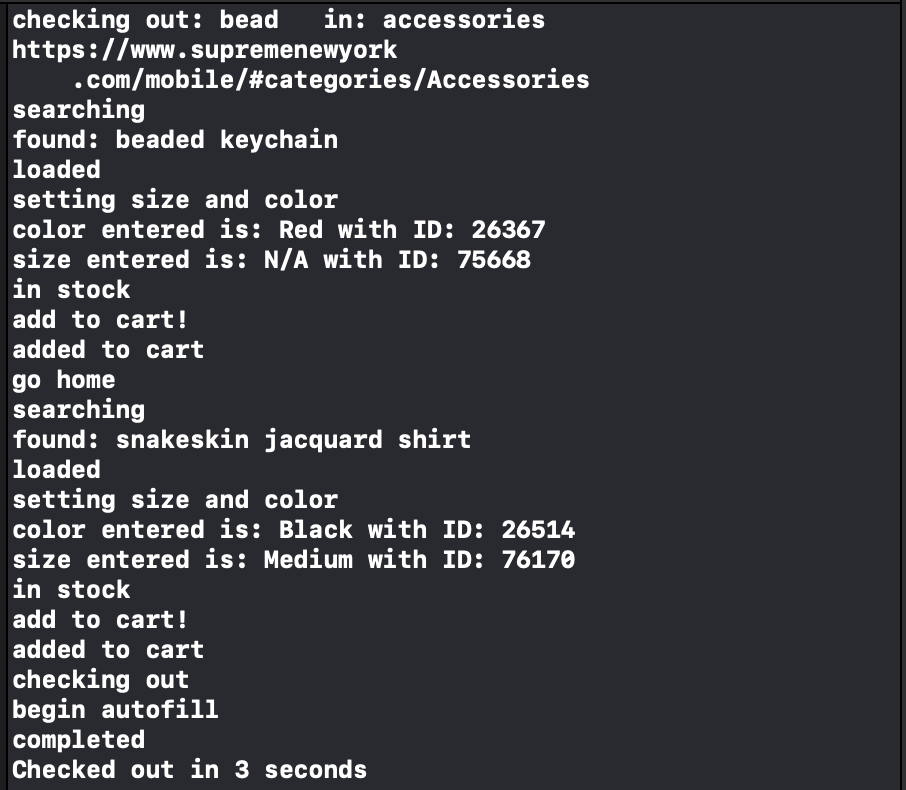 checking out: bead   in: accessories
https://www.supremenewyork
    .com/mobile/#categories/Accessories
searching
found: beaded keychain
loaded
setting size and color
color entered is: Red with ID: 26367
size entered is: N/A with ID: 75668
in stock
add to cart!
added to cart
go home
searching
found: snakeskin jacquard shirt
loaded
setting size and color
color entered is: Black with ID: 26514
size entered is: Medium with ID: 76170
in stock
add to cart!
added to cart
checking out
begin autofill
completed
Checked out in 3 seconds